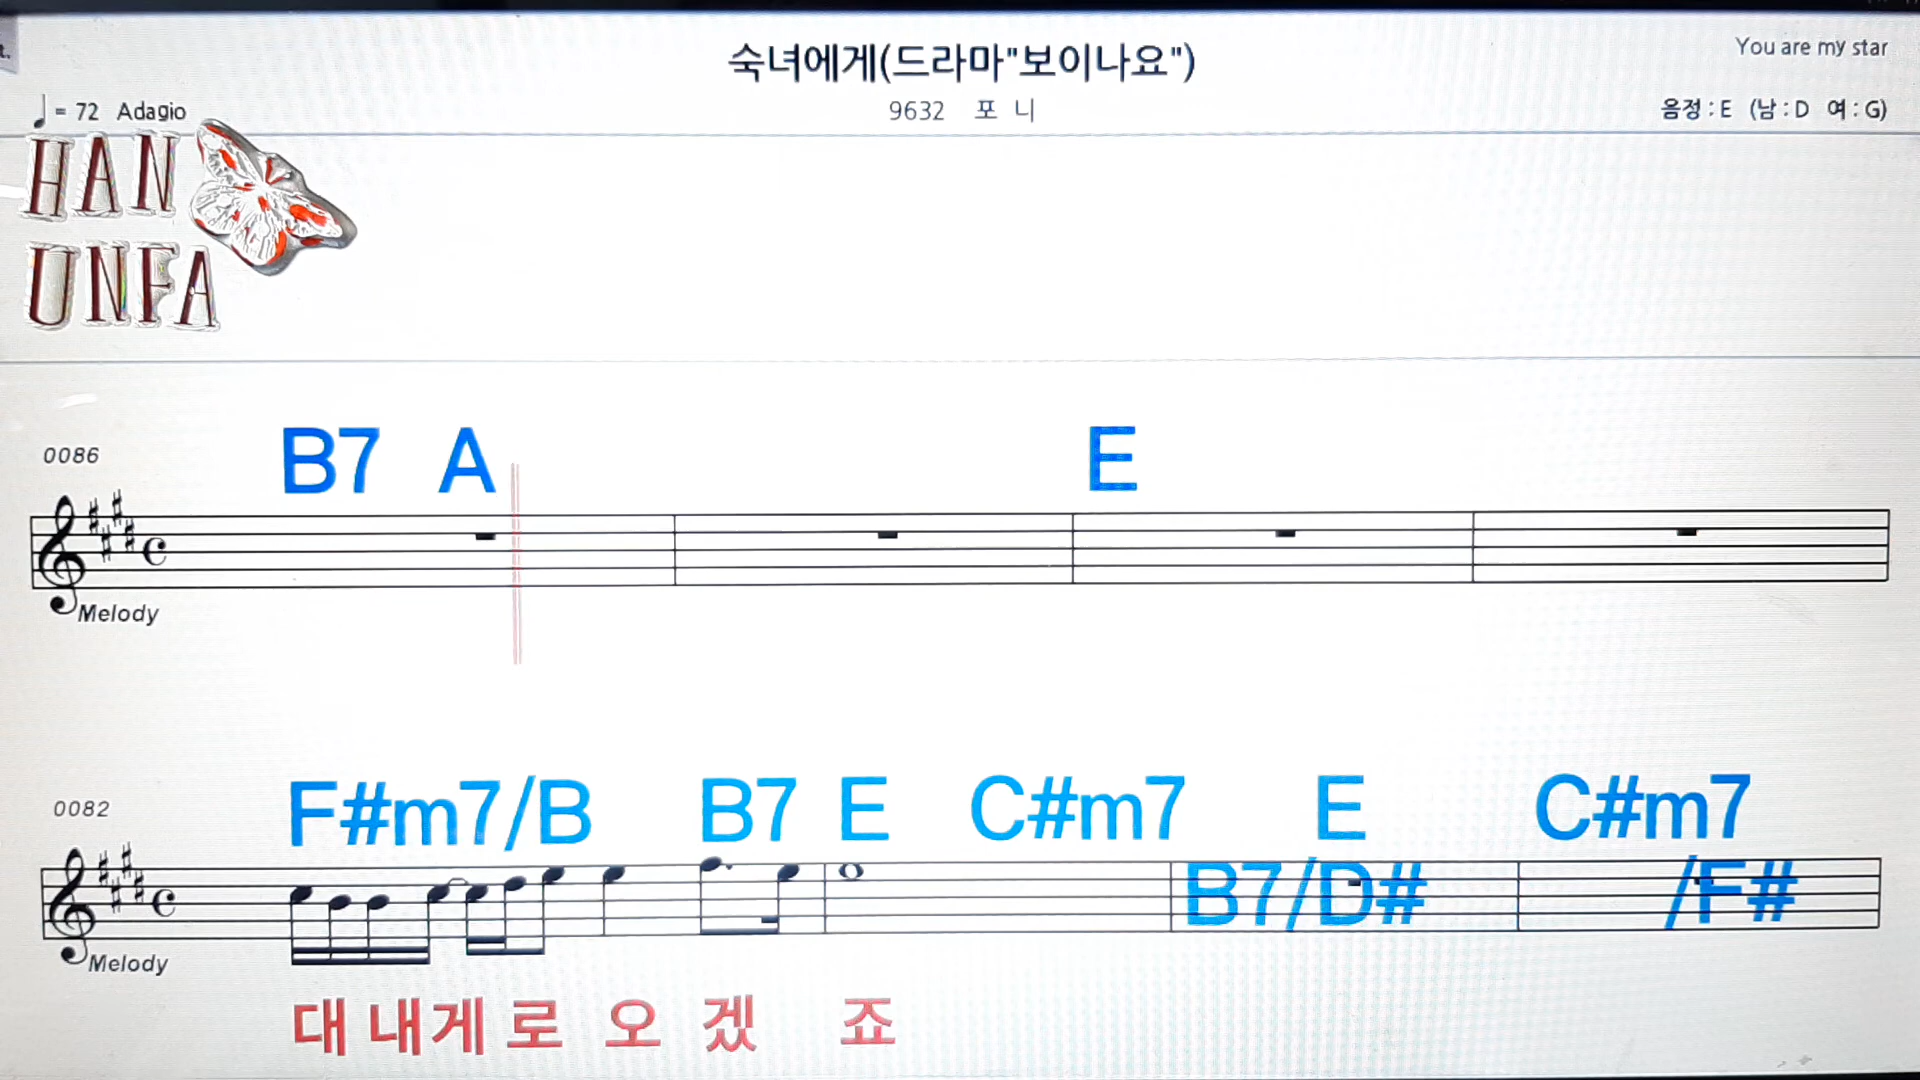 t.
숙녀에게(드라마"보이나요")
You are my star
= 72 Adagio
9632 포 니
음정 : E (남 : D 여 : G)
HAN
UNFA
0086
B7 A E
Melody
0082
F#m7/B B7 E C#m7 E C#m7
B7/D# /F#
Melody
대 내게 로 오 겠 죠